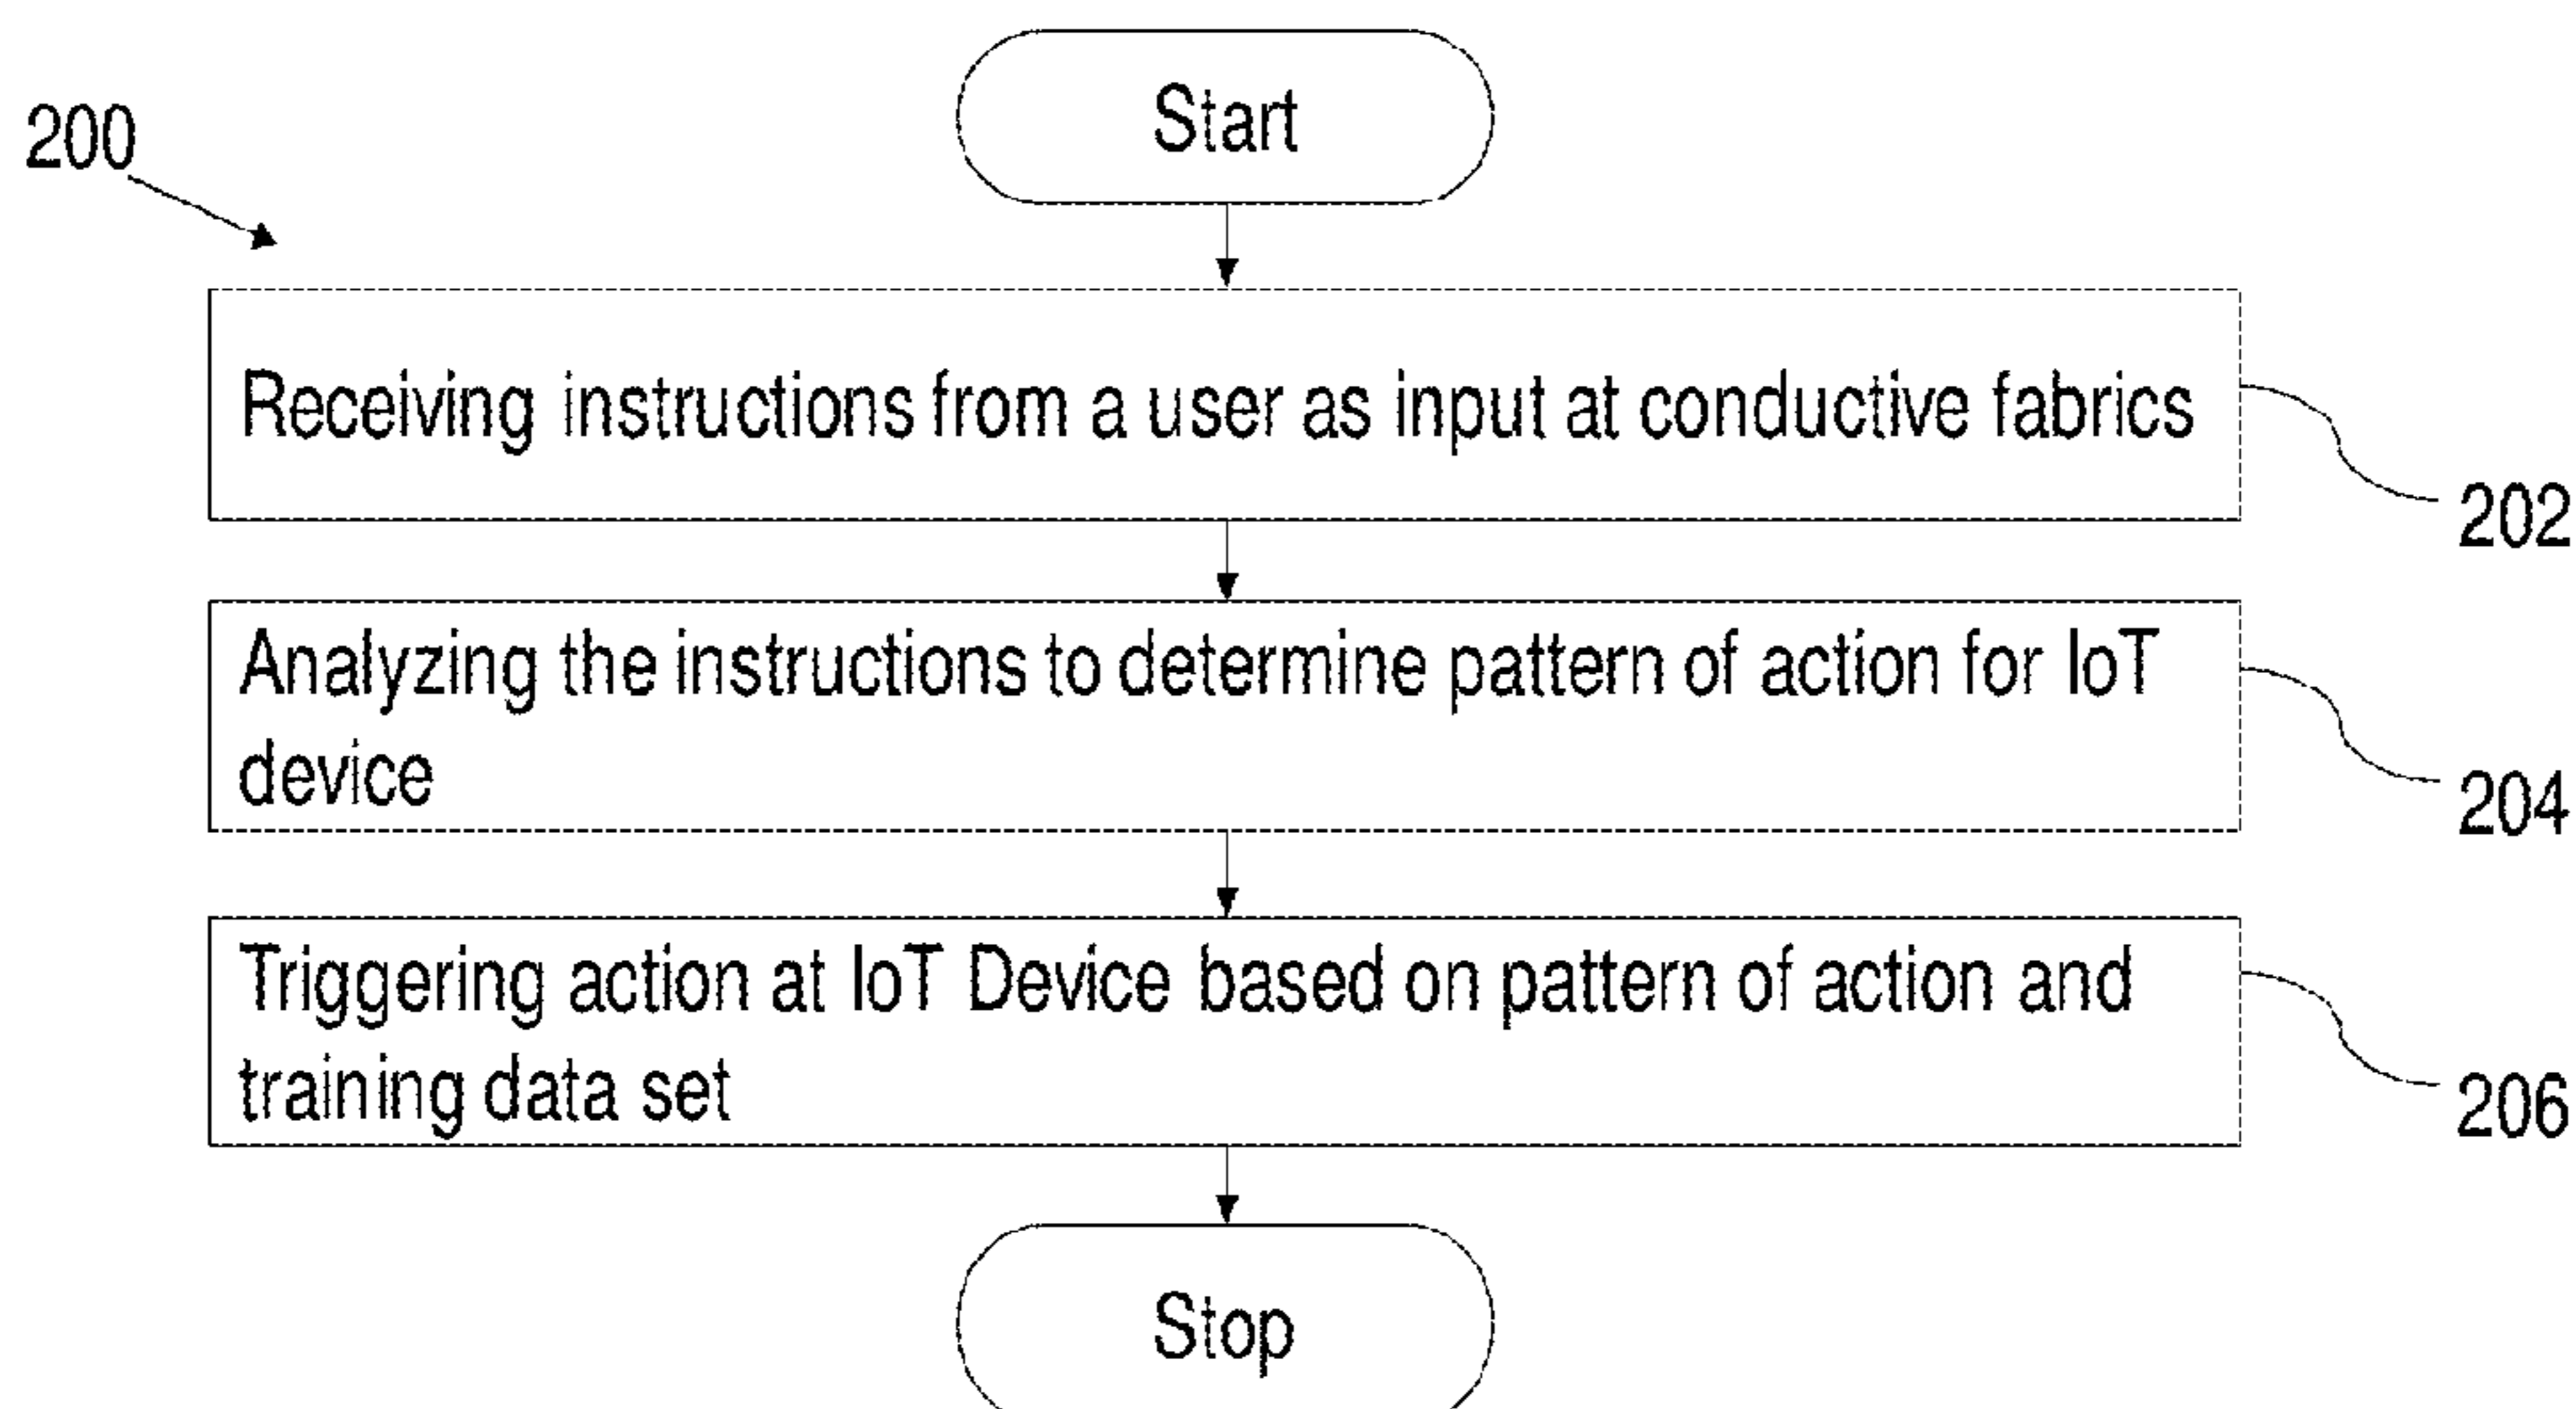 Start
200
Receiving instructions from a user as input at conductive fabrics
202
Analyzing the instructions to determine pattern of action for IoT
device
204
Triggering action at IoT Device based on pattern of action and
training data set
206
Stop